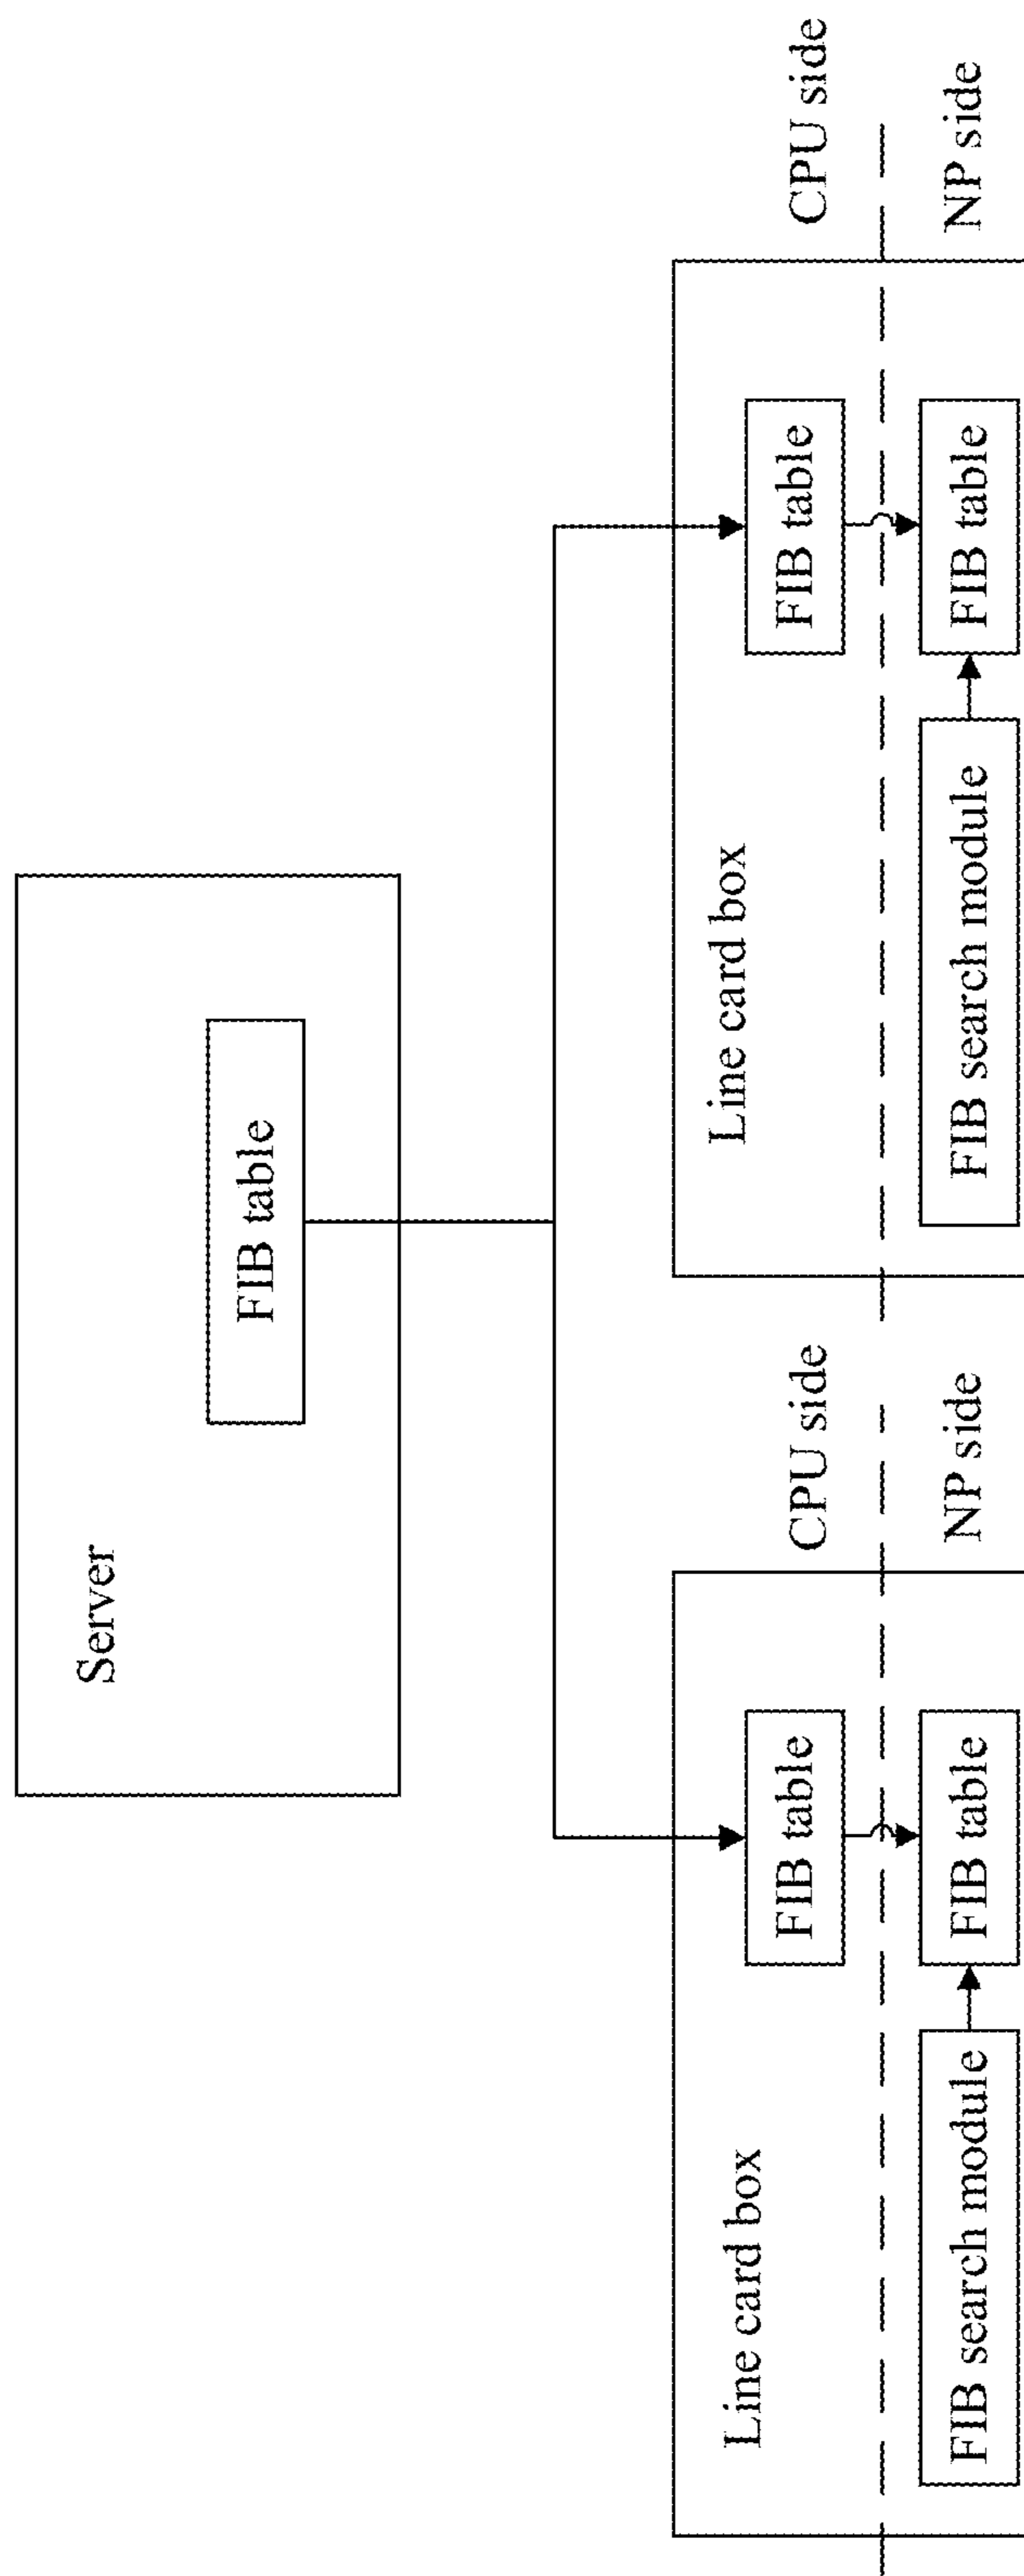 Server
FIB table
Line card box
FIB table
CPU side
FIB search module
FIB table
NP side
Line card box
FIB table
CPU side
FIB search module
FIB table
NP side